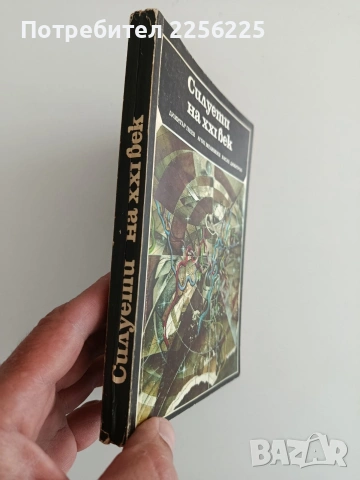 Потребител 2256225
Силуети
на XXI век
Силуети на XXI век
BAZAR